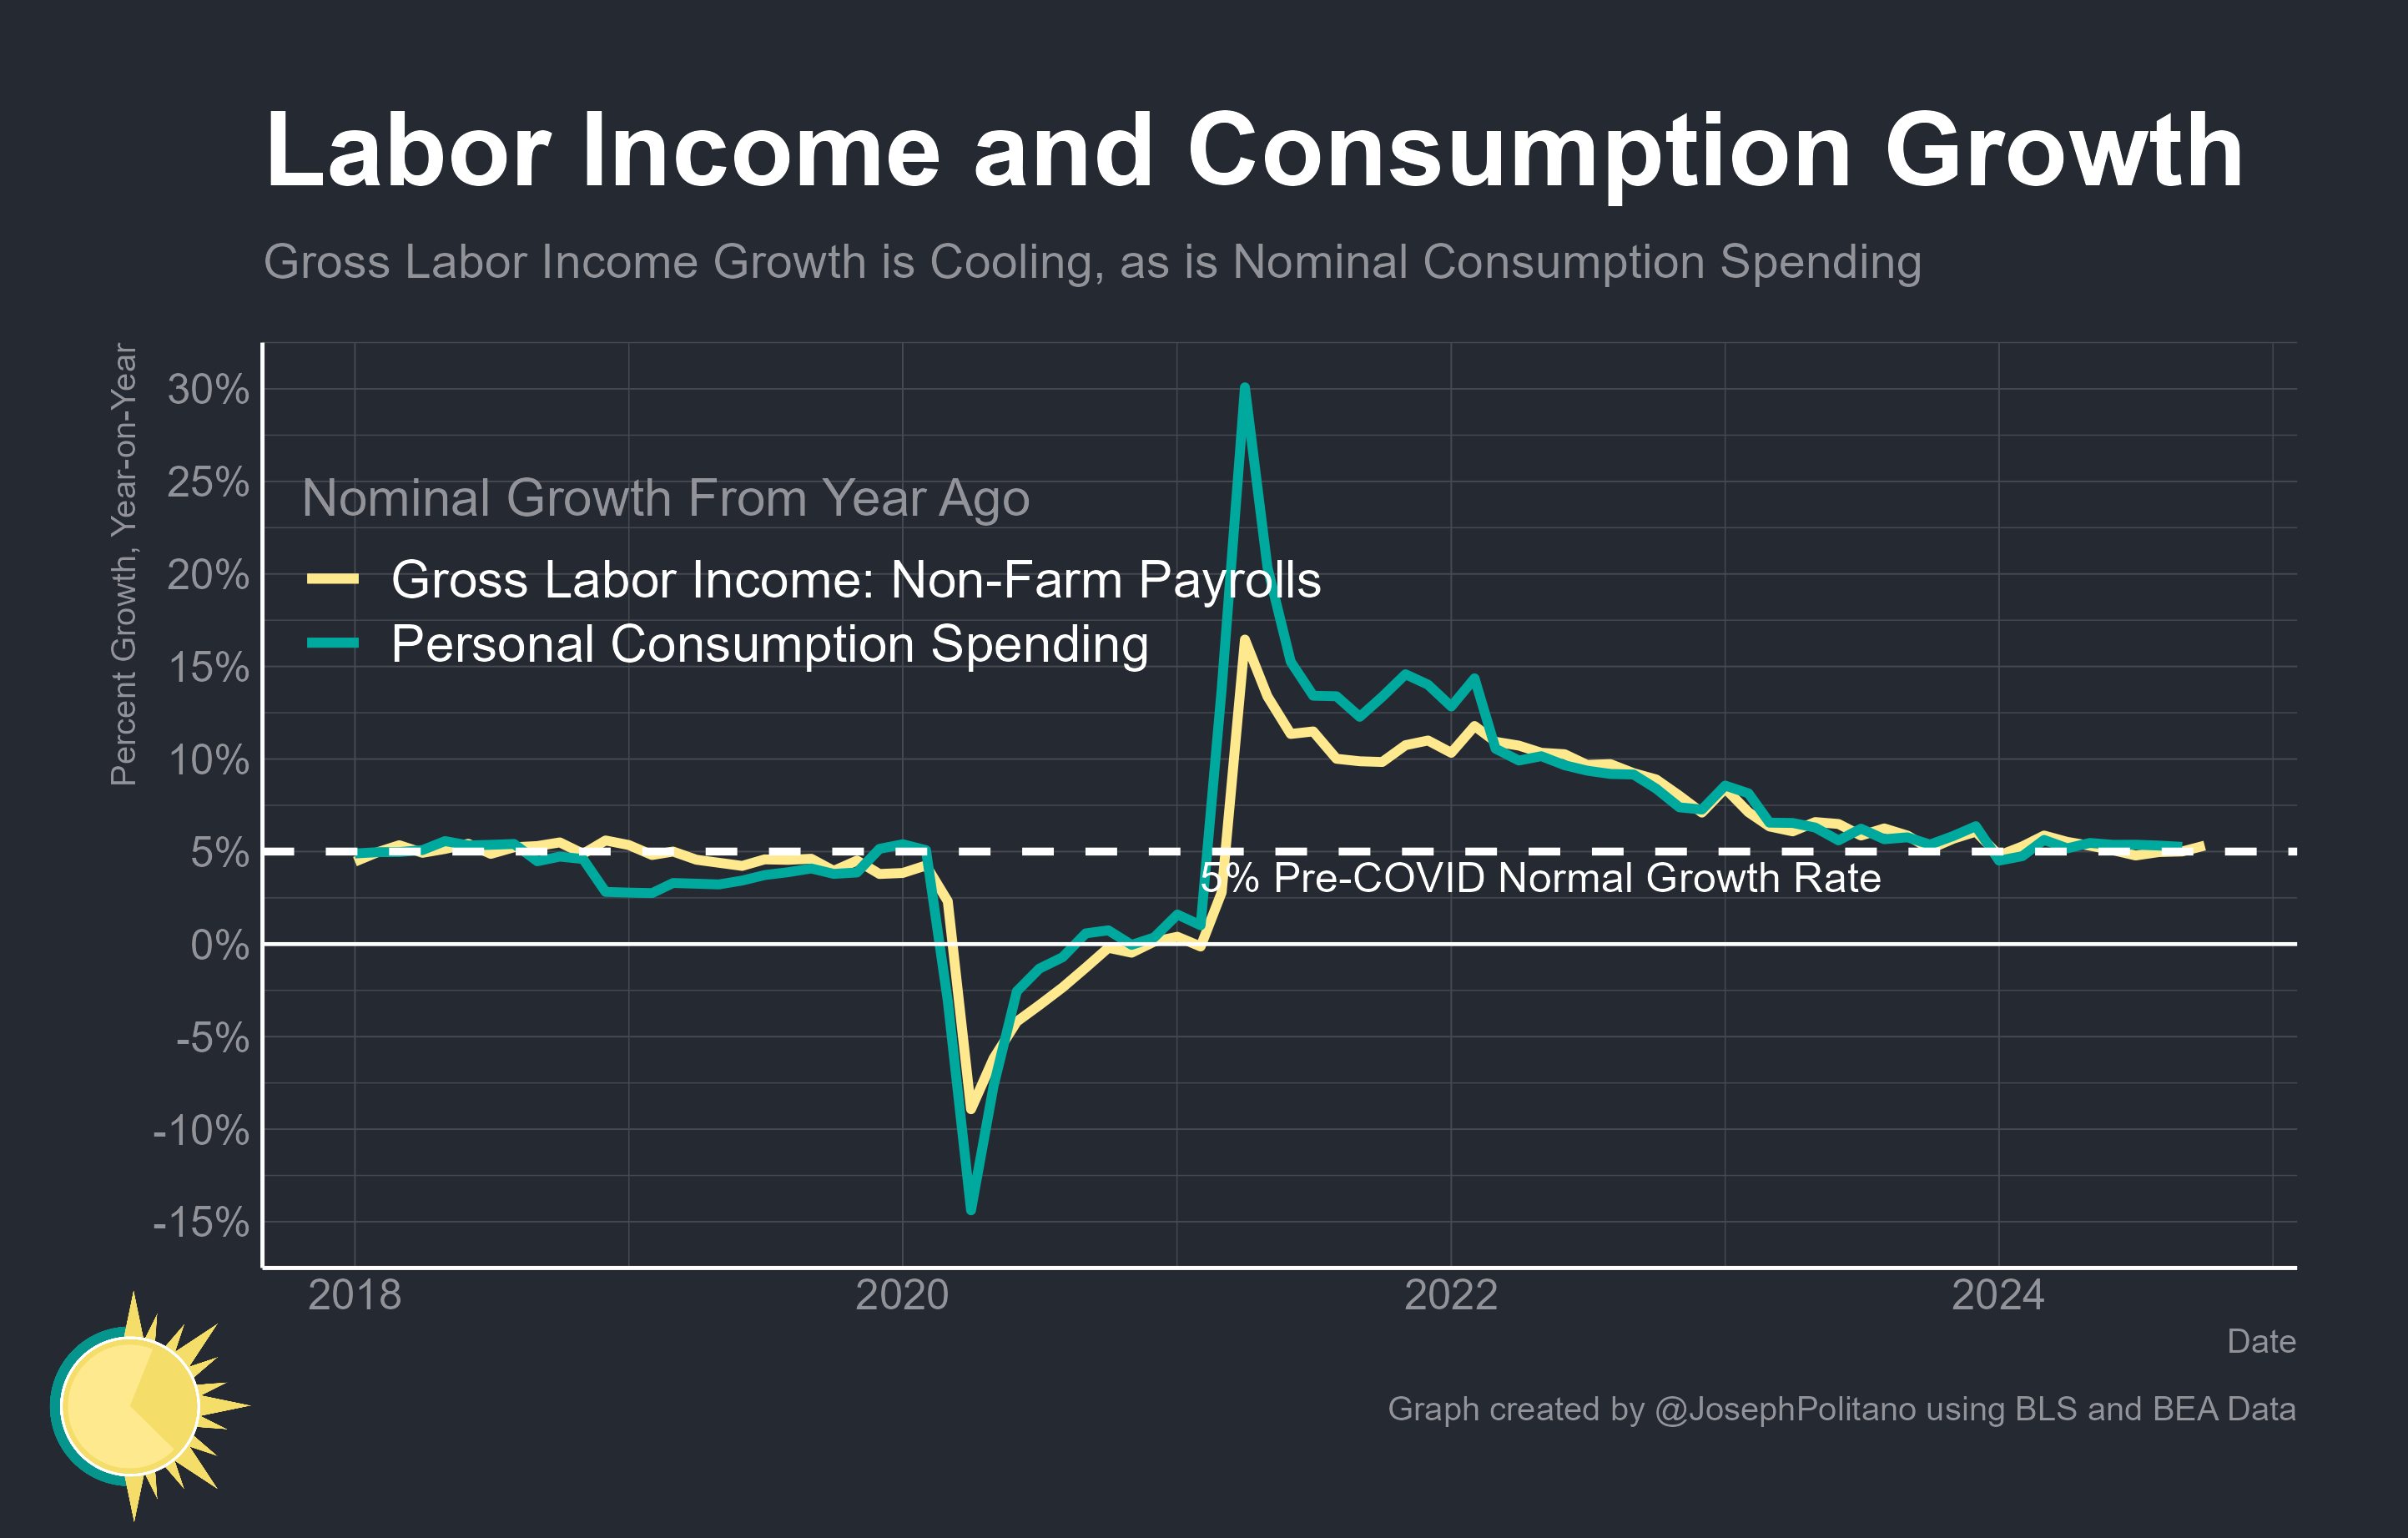 Labor Income and Consumption Growth
Gross Labor Income Growth is Cooling, as is Nominal Consumption Spending
Percent Growth, Year-on-Year
30%
25%
20%
15%
10%
5%
0%
-5%
-10%
-15%
Nominal Growth From Year Ago
Gross Labor Income: Non-Farm Payrolls
Personal Consumption Spending
5% Pre-COVID Normal Growth Rate
2018
2020
2022
2024
Date
Graph created by @JosephPolitano using BLS and BEA Data